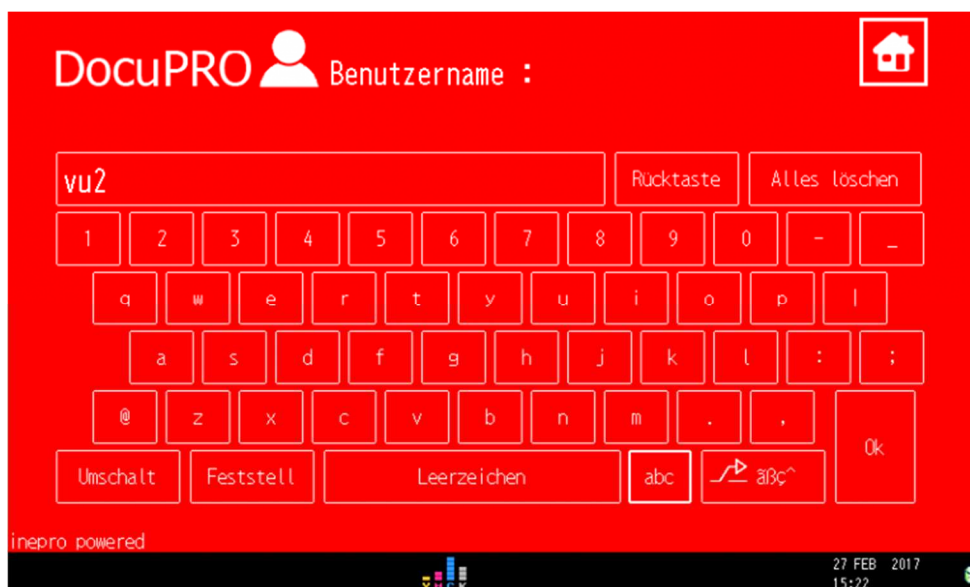 DocuPRO Benutzername :
vu2 Rücktaste Alles löschen
1 2 3 4 5 6 7 8 9 0 - _
q w e r t y u i o p |
a s d f g h j k l : ;
@ z x c v b n m . ,
Ok
Umschalt Feststell Leerzeichen abc äßç^
inepro powered
27 FEB 2017
Y M C K 15:22